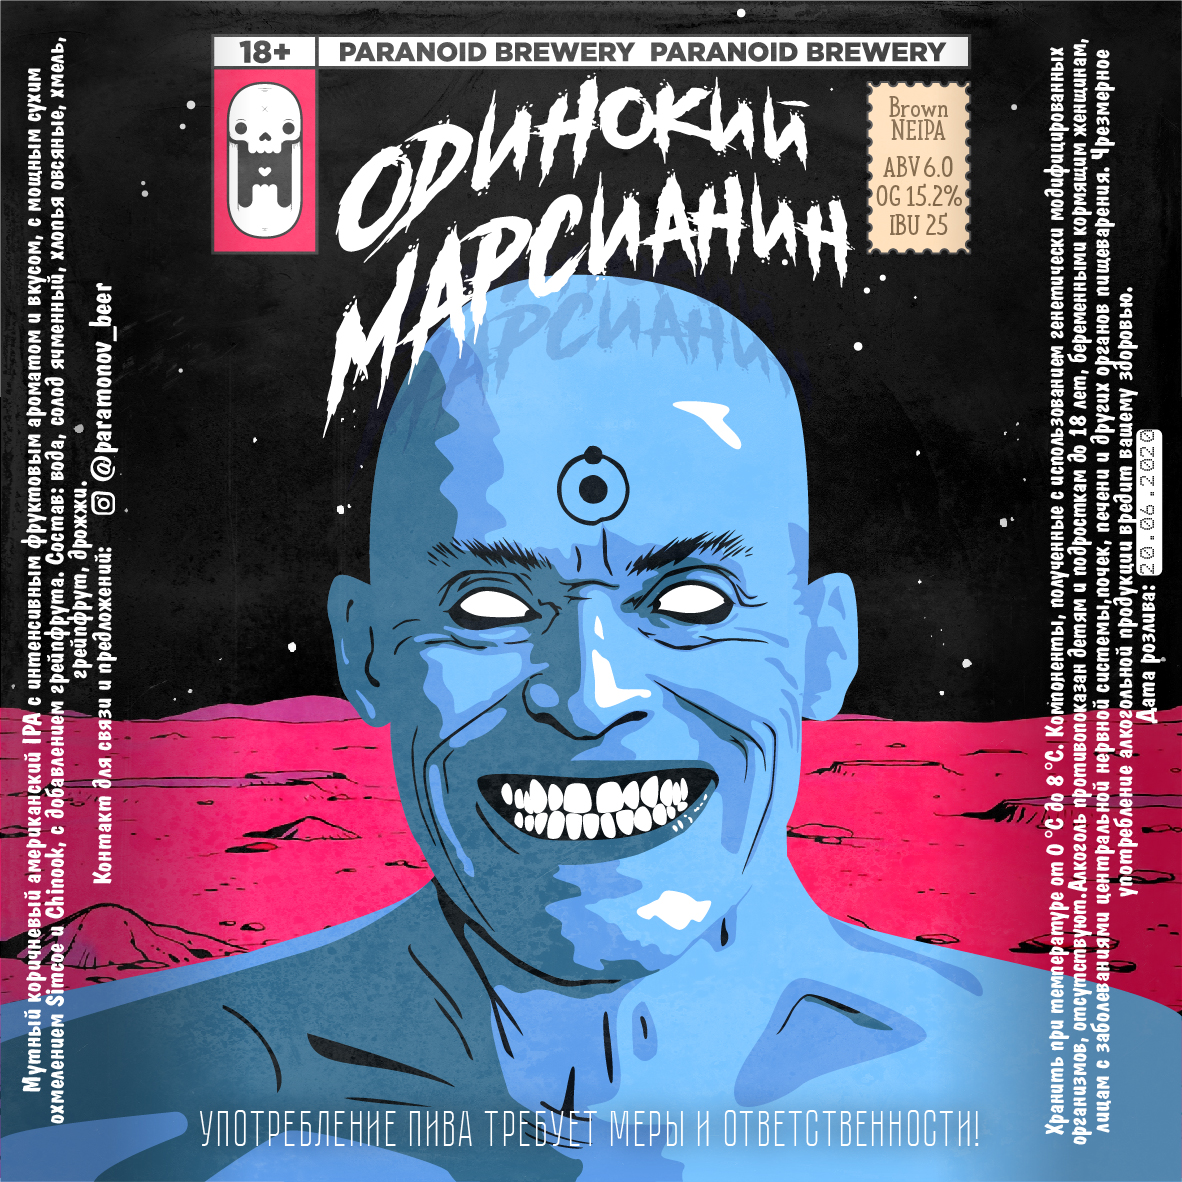 18+
PARANOID BREWERY PARANOID BREWERY
ОДИНОКИЙ
МАРСИАНИН
Brown
NEIPA
ABV 6.0
OG 15.2%
IBU 25
Мутный коричневый американский IPA с интенсивным фруктовым ароматом и вкусом, с мощным сухим
охмелением Simcoe и Chinook, с добавлением грейпфрута. Состав: вода, солод ячменный, хлопья овсяные, хмель,
грейпфрут, дрожжи.
Контакт для связи и предложений: @paramonov_beer
Хранить при температуре от 0 °C до 8 °C. Компоненты, полученные с использованием генетически модифицированных
организмов, отсутствуют. Алкоголь противопоказан детям и подросткам до 18 лет, беременным кормящим женщинам,
лицам с заболеваниями центральной нервной системы,почек, печени и других органов пищеварения. Чрезмерное
употребление алкогольной продукции вредит вашему здоровью.
Дата розлива: 20.06.2020
УПОТРЕБЛЕНИЕ ПИВА ТРЕБУЕТ МЕРЫ И ОТВЕТСТВЕННОСТИ!